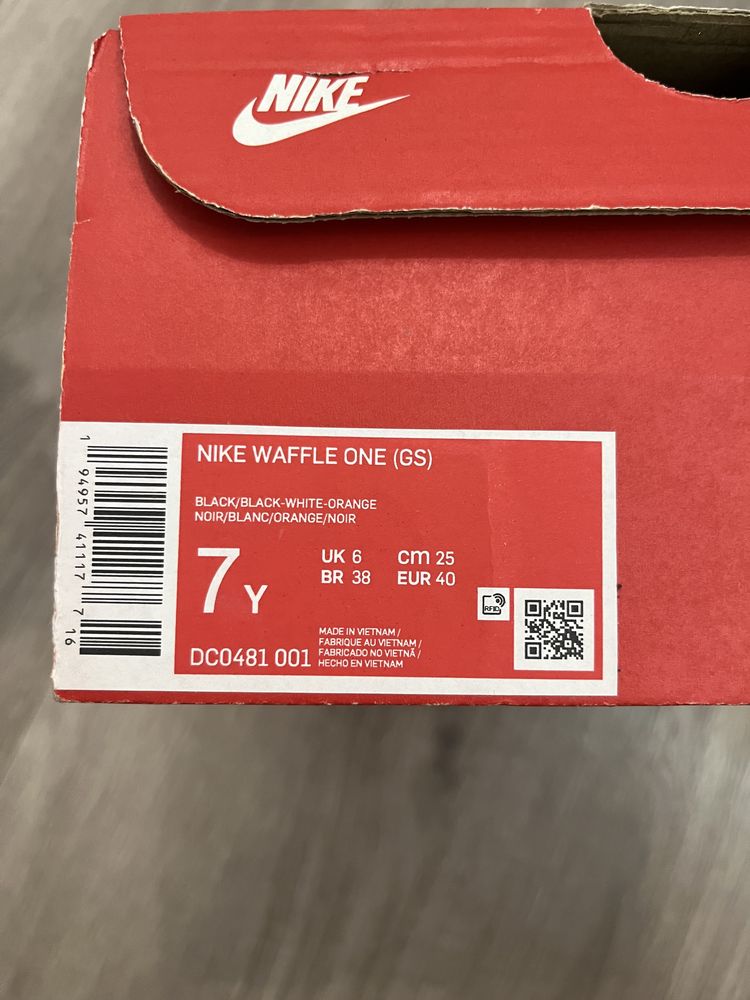 NIKE
NIKE WAFFLE ONE (GS)
BLACK/BLACK-WHITE-ORANGE
NOIR/BLANC/ORANGE/NOIR
7Y
UK 6 cm 25
BR 38 EUR 40
RFID
DC0481 001
MADE IN VIETNAM /
FABRIQUE AU VIETNAM /
FABRICADO NO VIETNÃ /
HECHO EN VIETNAM
1 94957 41117 7 16